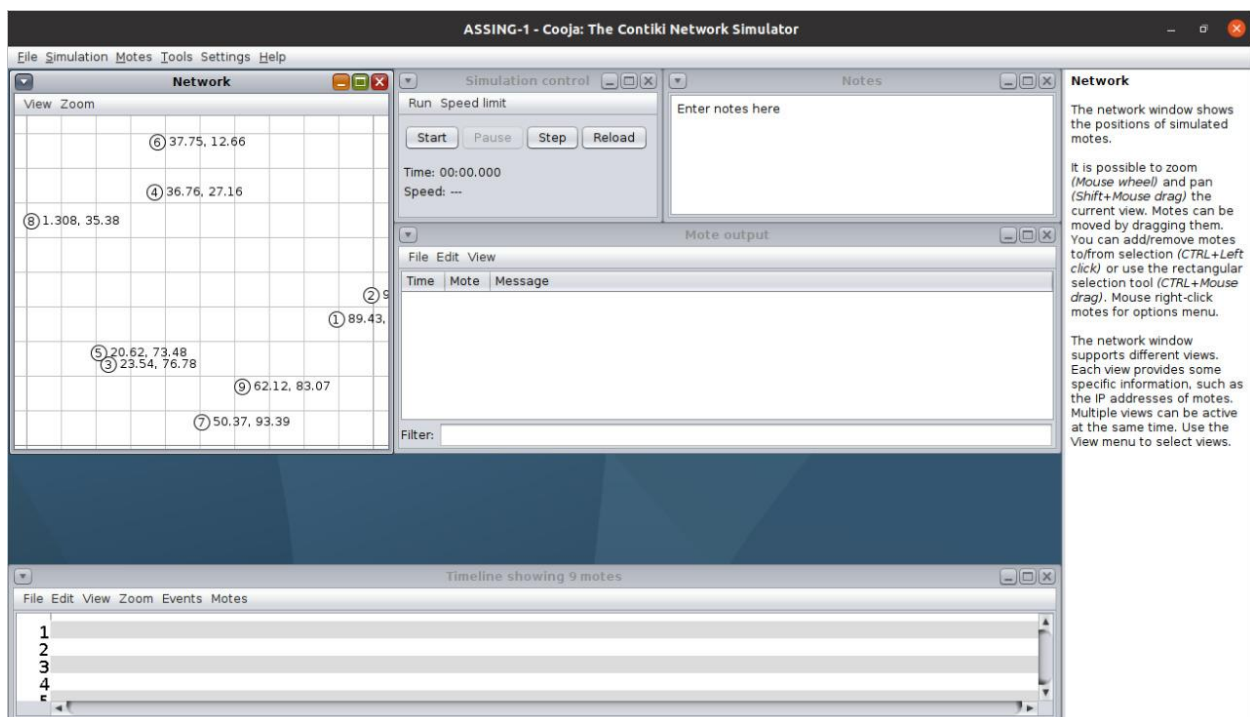 ASSING-1 - Cooja: The Contiki Network Simulator
File Simulation Motes Tools Settings Help
Network
View Zoom
6 37.75, 12.66
4 36.76, 27.16
8 1.308, 35.38
2 9
1 89.43,
5 20.62, 73.48
3 23.54, 76.78
9 62.12, 83.07
7 50.37, 93.39
Simulation control
Run Speed limit
Start Pause Step Reload
Time: 00:00.000
Speed: ---
Notes
Enter notes here
Mote output
File Edit View
Time Mote Message
Filter:
Network
The network window shows
the positions of simulated
motes.
It is possible to zoom
(Mouse wheel) and pan
(Shift+Mouse drag) the
current view. Motes can be
moved by dragging them.
You can add/remove motes
to/from selection (CTRL+Left
click) or use the rectangular
selection tool (CTRL+Mouse
drag). Mouse right-click
motes for options menu.
The network window
supports different views.
Each view provides some
specific information, such as
the IP addresses of motes.
Multiple views can be active
at the same time. Use the
View menu to select views.
Timeline showing 9 motes
File Edit View Zoom Events Motes
1
2
3
4
5